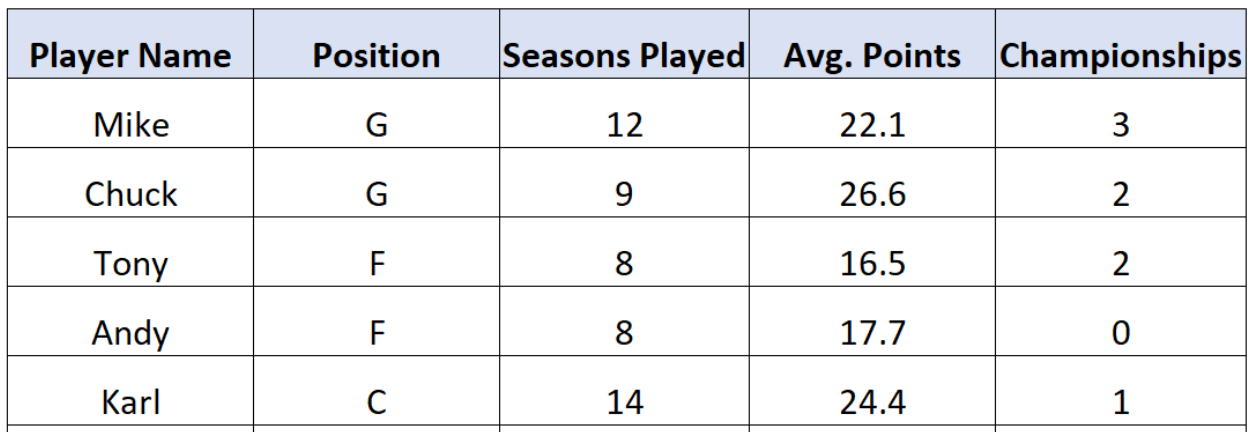 Player Name Position Seasons Played Avg. Points Championships
Mike G 12 22.1 3
Chuck G 9 26.6 2
Tony F 8 16.5 2
Andy F 8 17.7 0
Karl C 14 24.4 1